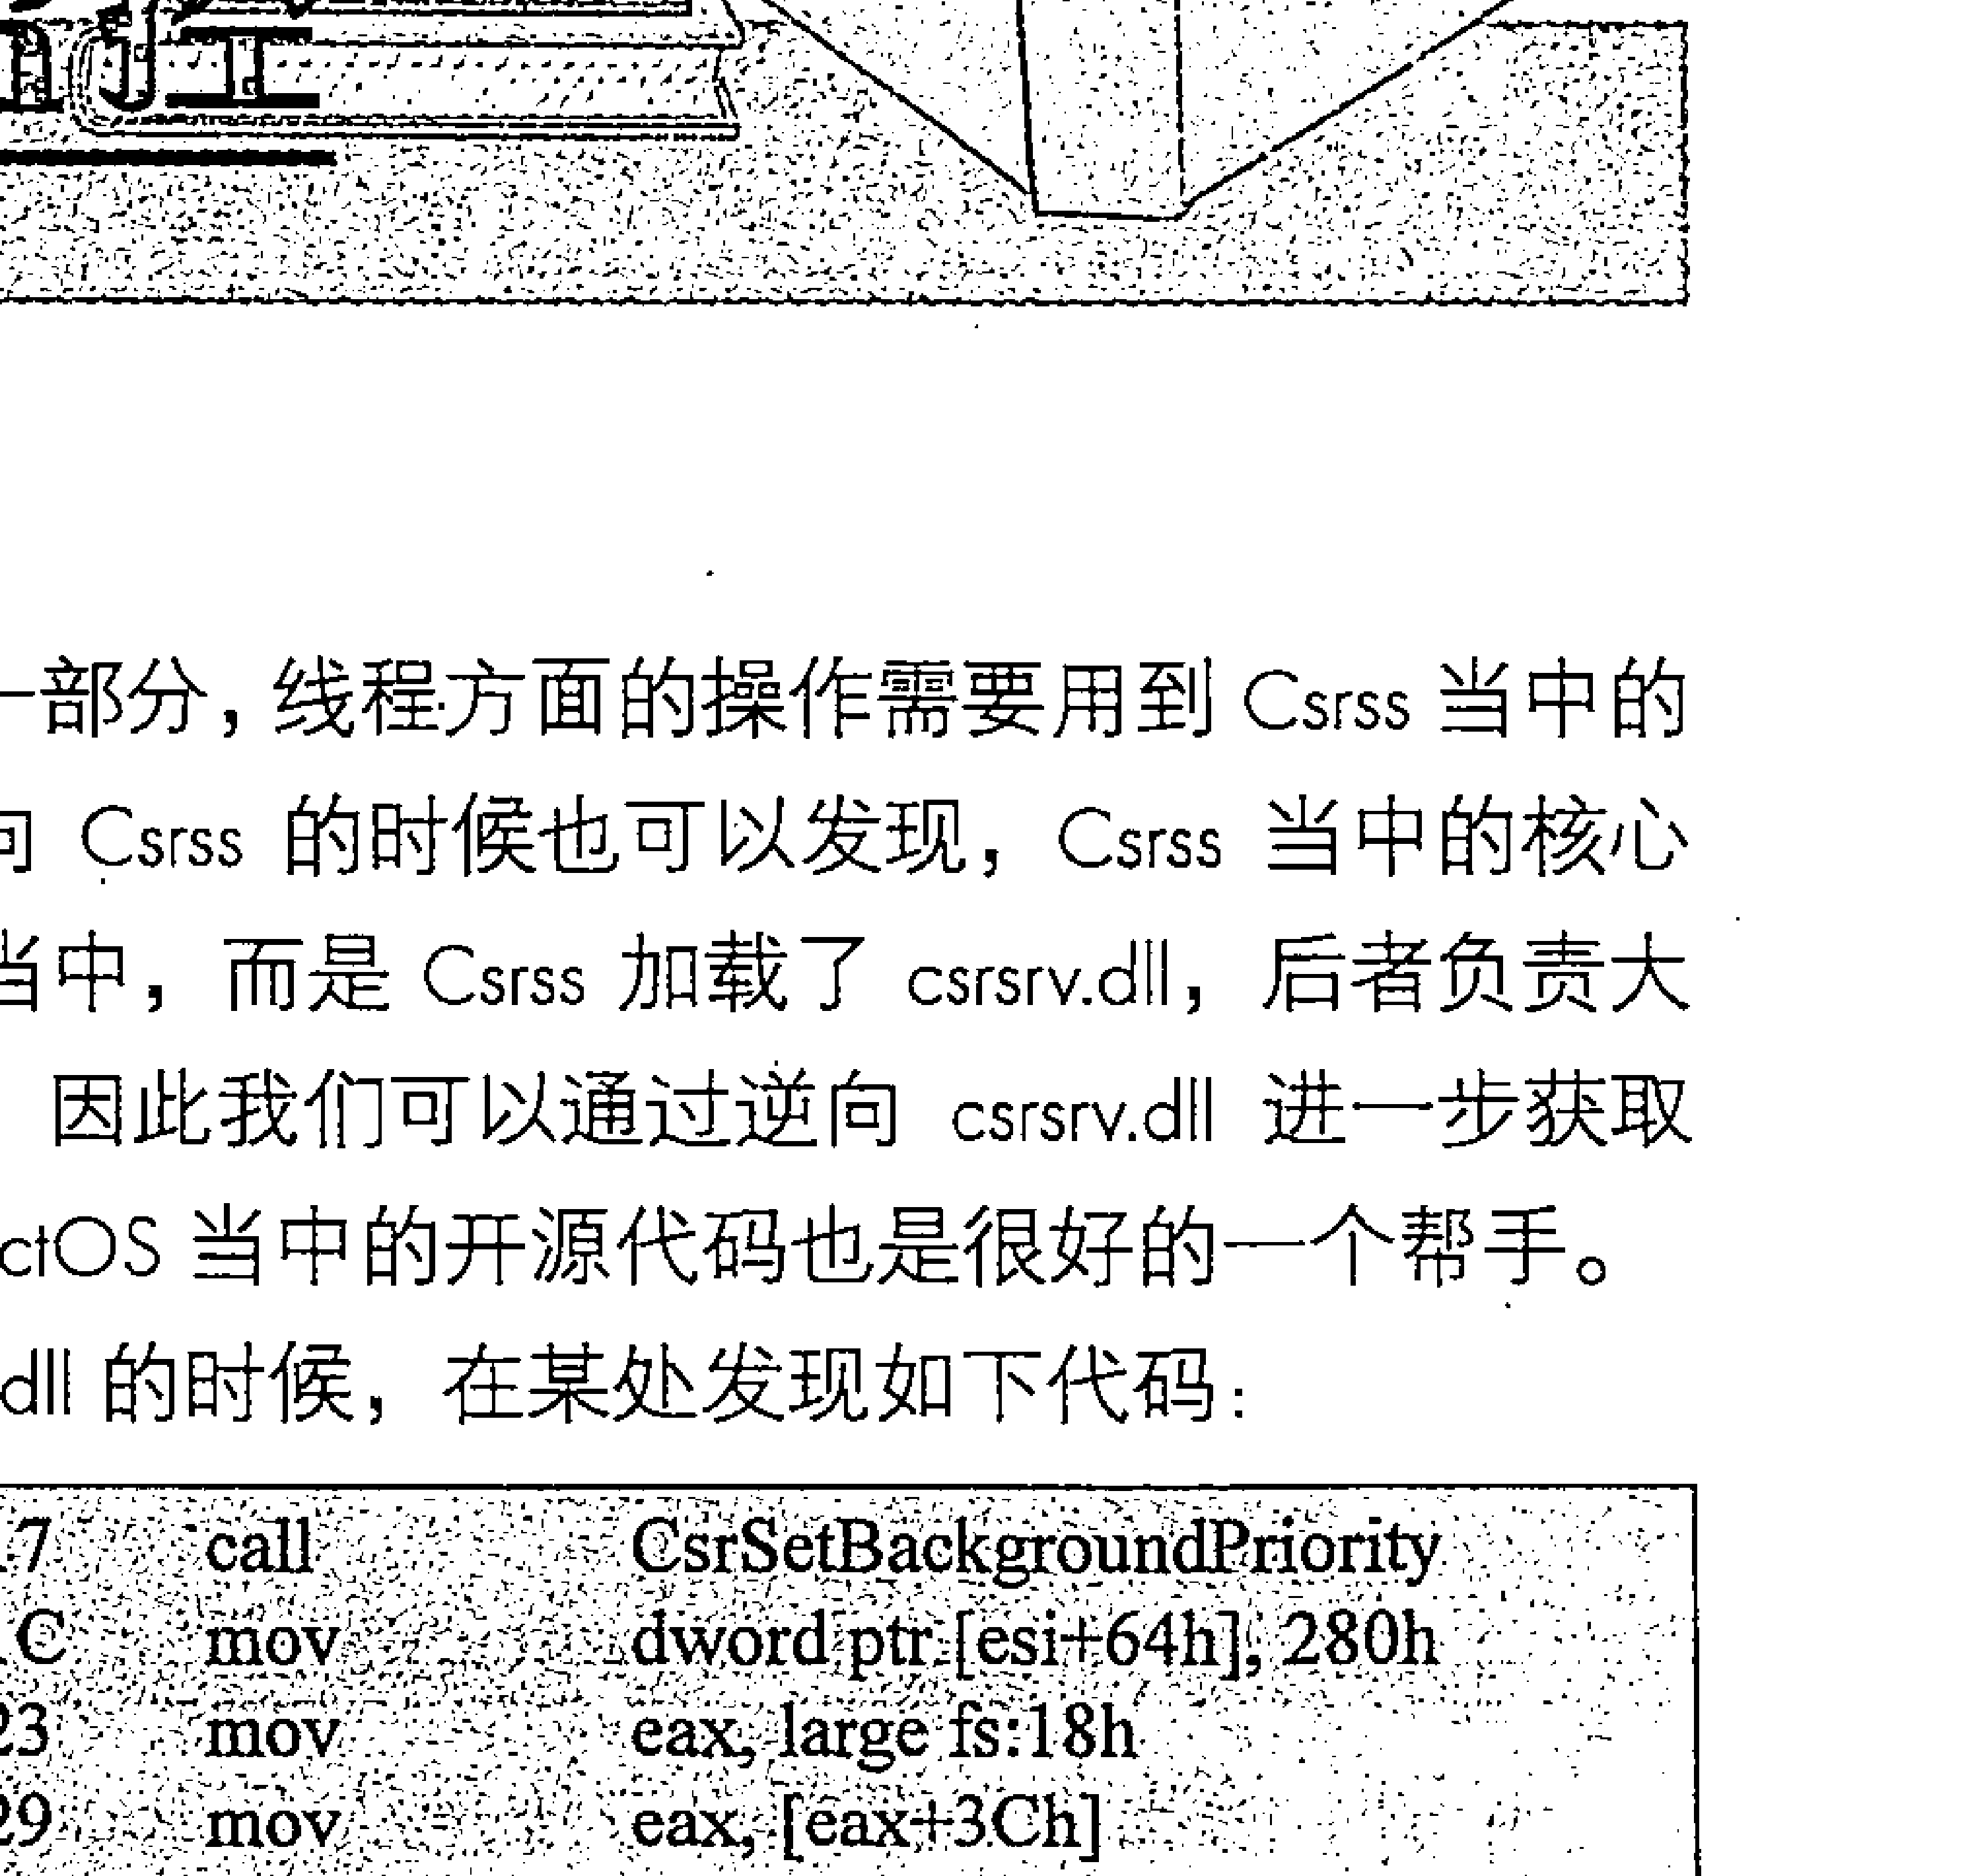 一部分，线程方面的操作需要用到 Csrss 当中的
向 Csrss 的时候也可以发现，Csrss 当中的核心
当中，而是 Csrss 加载了 csrsrv.dll，后者负责大
因此我们可以通过逆向 csrsrv.dll 进一步获取
ctOS 当中的开源代码也是很好的一个帮手。
dll 的时候，在某处发现如下代码：
7 call CsrSetBackgroundPriority
C mov dword ptr [esi+64h], 280h
23 mov eax, large fs:18h
29 mov eax, [eax+3Ch]